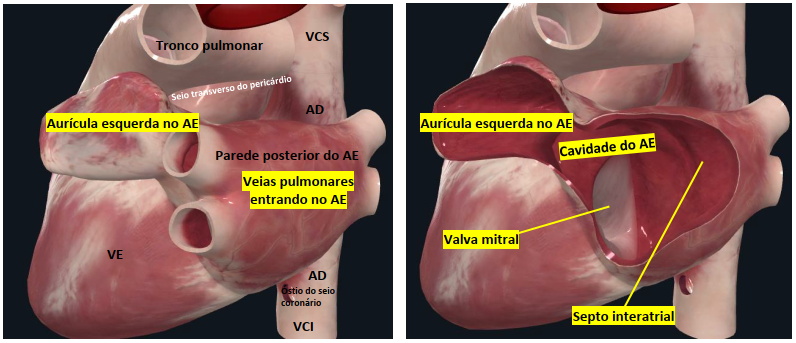 Tronco pulmonar
VCS
Seio transverso do pericárdio
AD
Aurícula esquerda no AE
Parede posterior do AE
Veias pulmonares
entrando no AE
VE
AD
Óstio do seio
coronário
VCI
Aurícula esquerda no AE
Cavidade do AE
Valva mitral
Septo interatrial